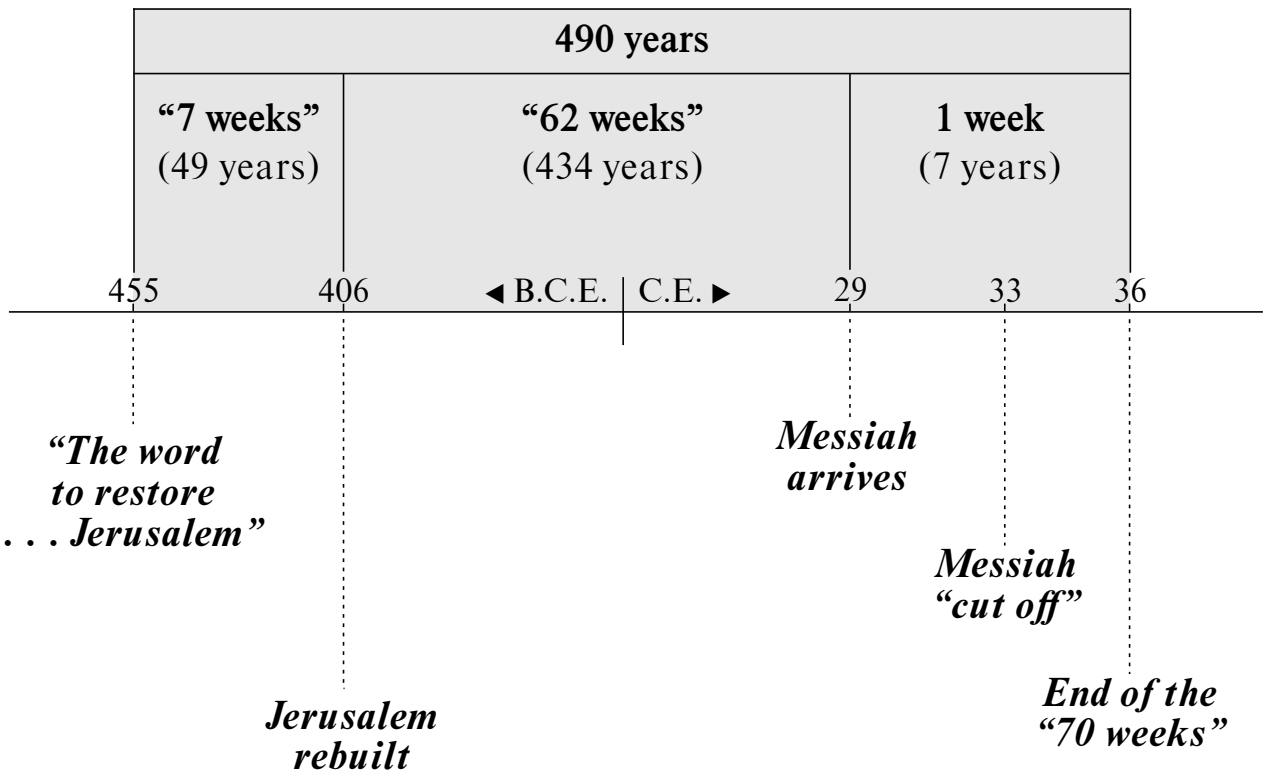 490 years
“7 weeks”
(49 years)
“62 weeks”
(434 years)
1 week
(7 years)
455
406
◄ B.C.E.
C.E. ►
29
33
36
“The word
to restore
. . . Jerusalem”
Jerusalem
rebuilt
Messiah
arrives
Messiah
“cut off”
End of the
“70 weeks”